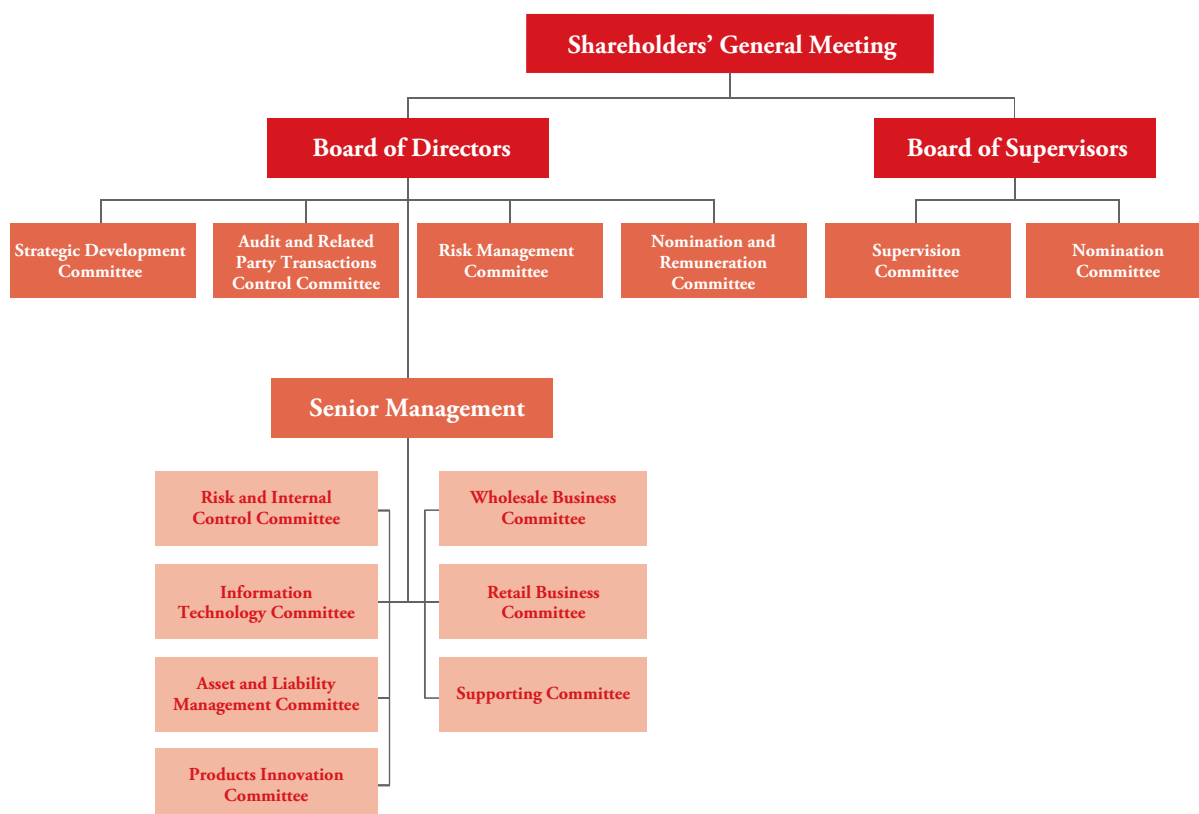 Shareholders’ General Meeting
Board of Directors
Board of Supervisors
Strategic Development
Committee
Audit and Related
Party Transactions
Control Committee
Risk Management
Committee
Nomination and
Remuneration
Committee
Supervision
Committee
Nomination
Committee
Senior Management
Risk and Internal
Control Committee
Wholesale Business
Committee
Information
Technology Committee
Retail Business
Committee
Asset and Liability
Management Committee
Supporting Committee
Products Innovation
Committee